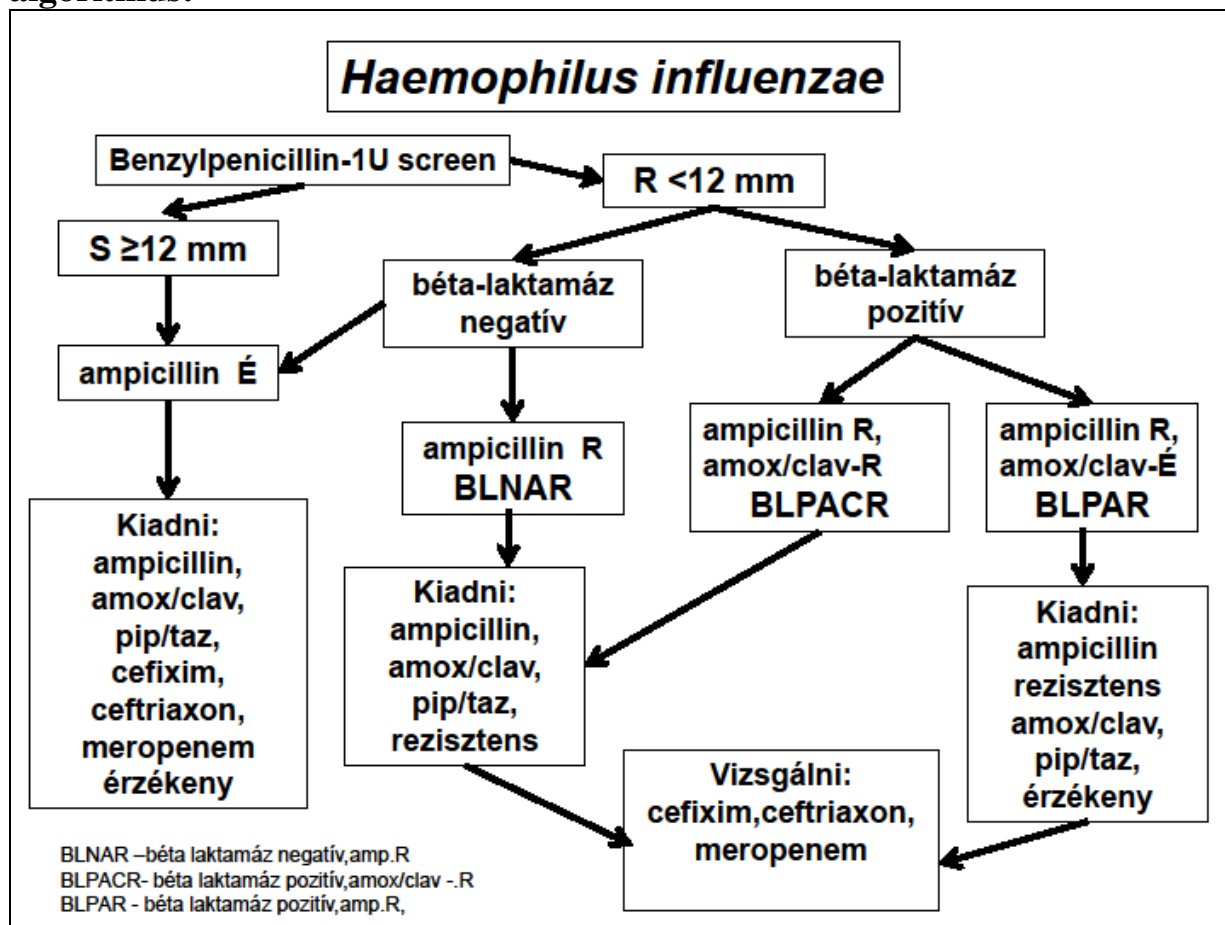 Haemophilus influenzae
Benzylpenicillin-1U screen
R <12 mm
S ≥12 mm
béta-laktamáz
negatív
béta-laktamáz
pozitív
ampicillin É
ampicillin R
BLNAR
ampicillin R,
amox/clav-R
BLPACR
ampicillin R,
amox/clav-É
BLPAR
Kiadni:
ampicillin,
amox/clav,
pip/taz,
cefixim,
ceftriaxon,
meropenem
érzékeny
Kiadni:
ampicillin,
amox/clav,
pip/taz,
rezisztens
Kiadni:
ampicillin
rezisztens
amox/clav,
pip/taz,
érzékeny
Vizsgálni:
cefixim,ceftriaxon,
meropenem
BLNAR –béta laktamáz negatív,amp.R
BLPACR- béta laktamáz pozitív,amox/clav -.R
BLPAR - béta laktamáz pozitív,amp.R,